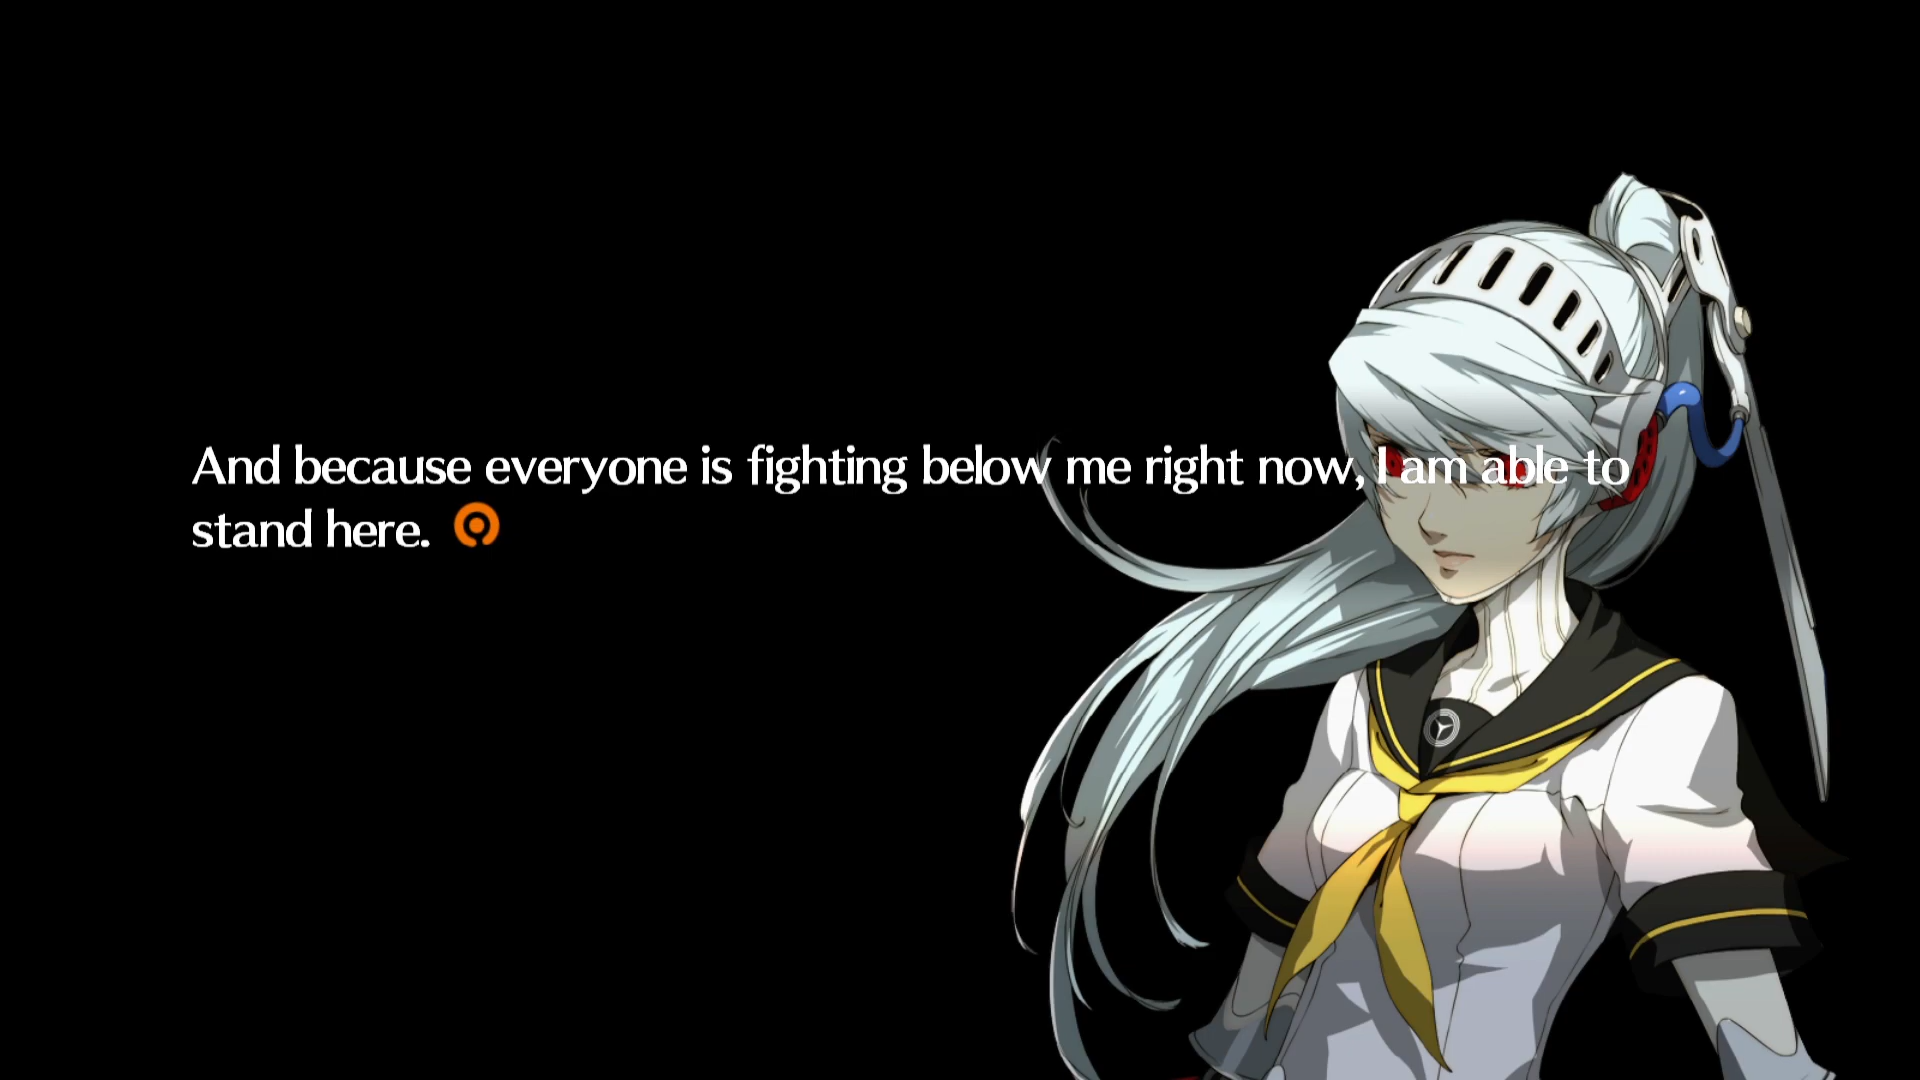 And because everyone is fighting below me right now, I am able to
stand here.